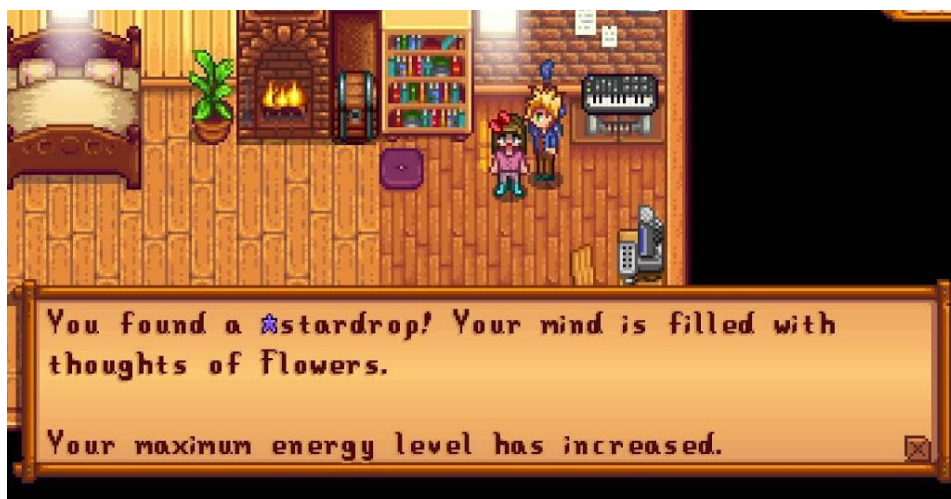 You found a stardrop! Your mind is filled with
thoughts of Flowers.
Your maximum energy level has increased.